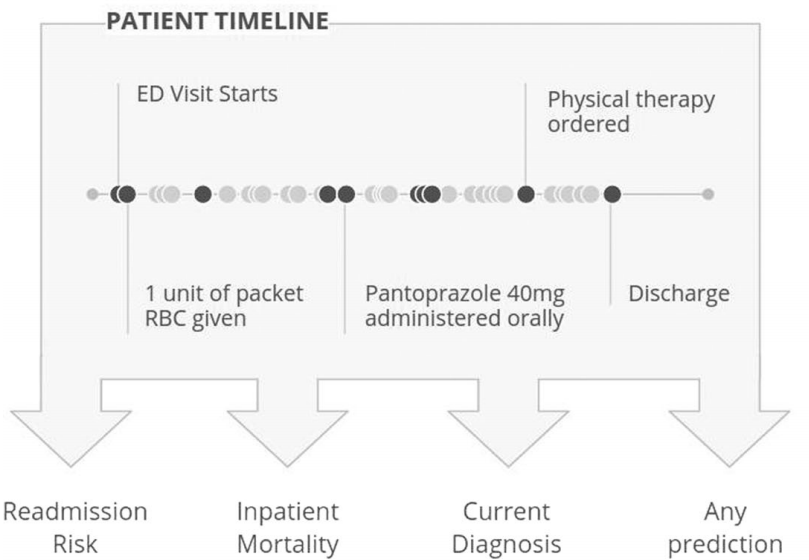 PATIENT TIMELINE
ED Visit Starts
Physical therapy
ordered
1 unit of packet
RBC given
Pantoprazole 40mg
administered orally
Discharge
Readmission
Risk
Inpatient
Mortality
Current
Diagnosis
Any
prediction